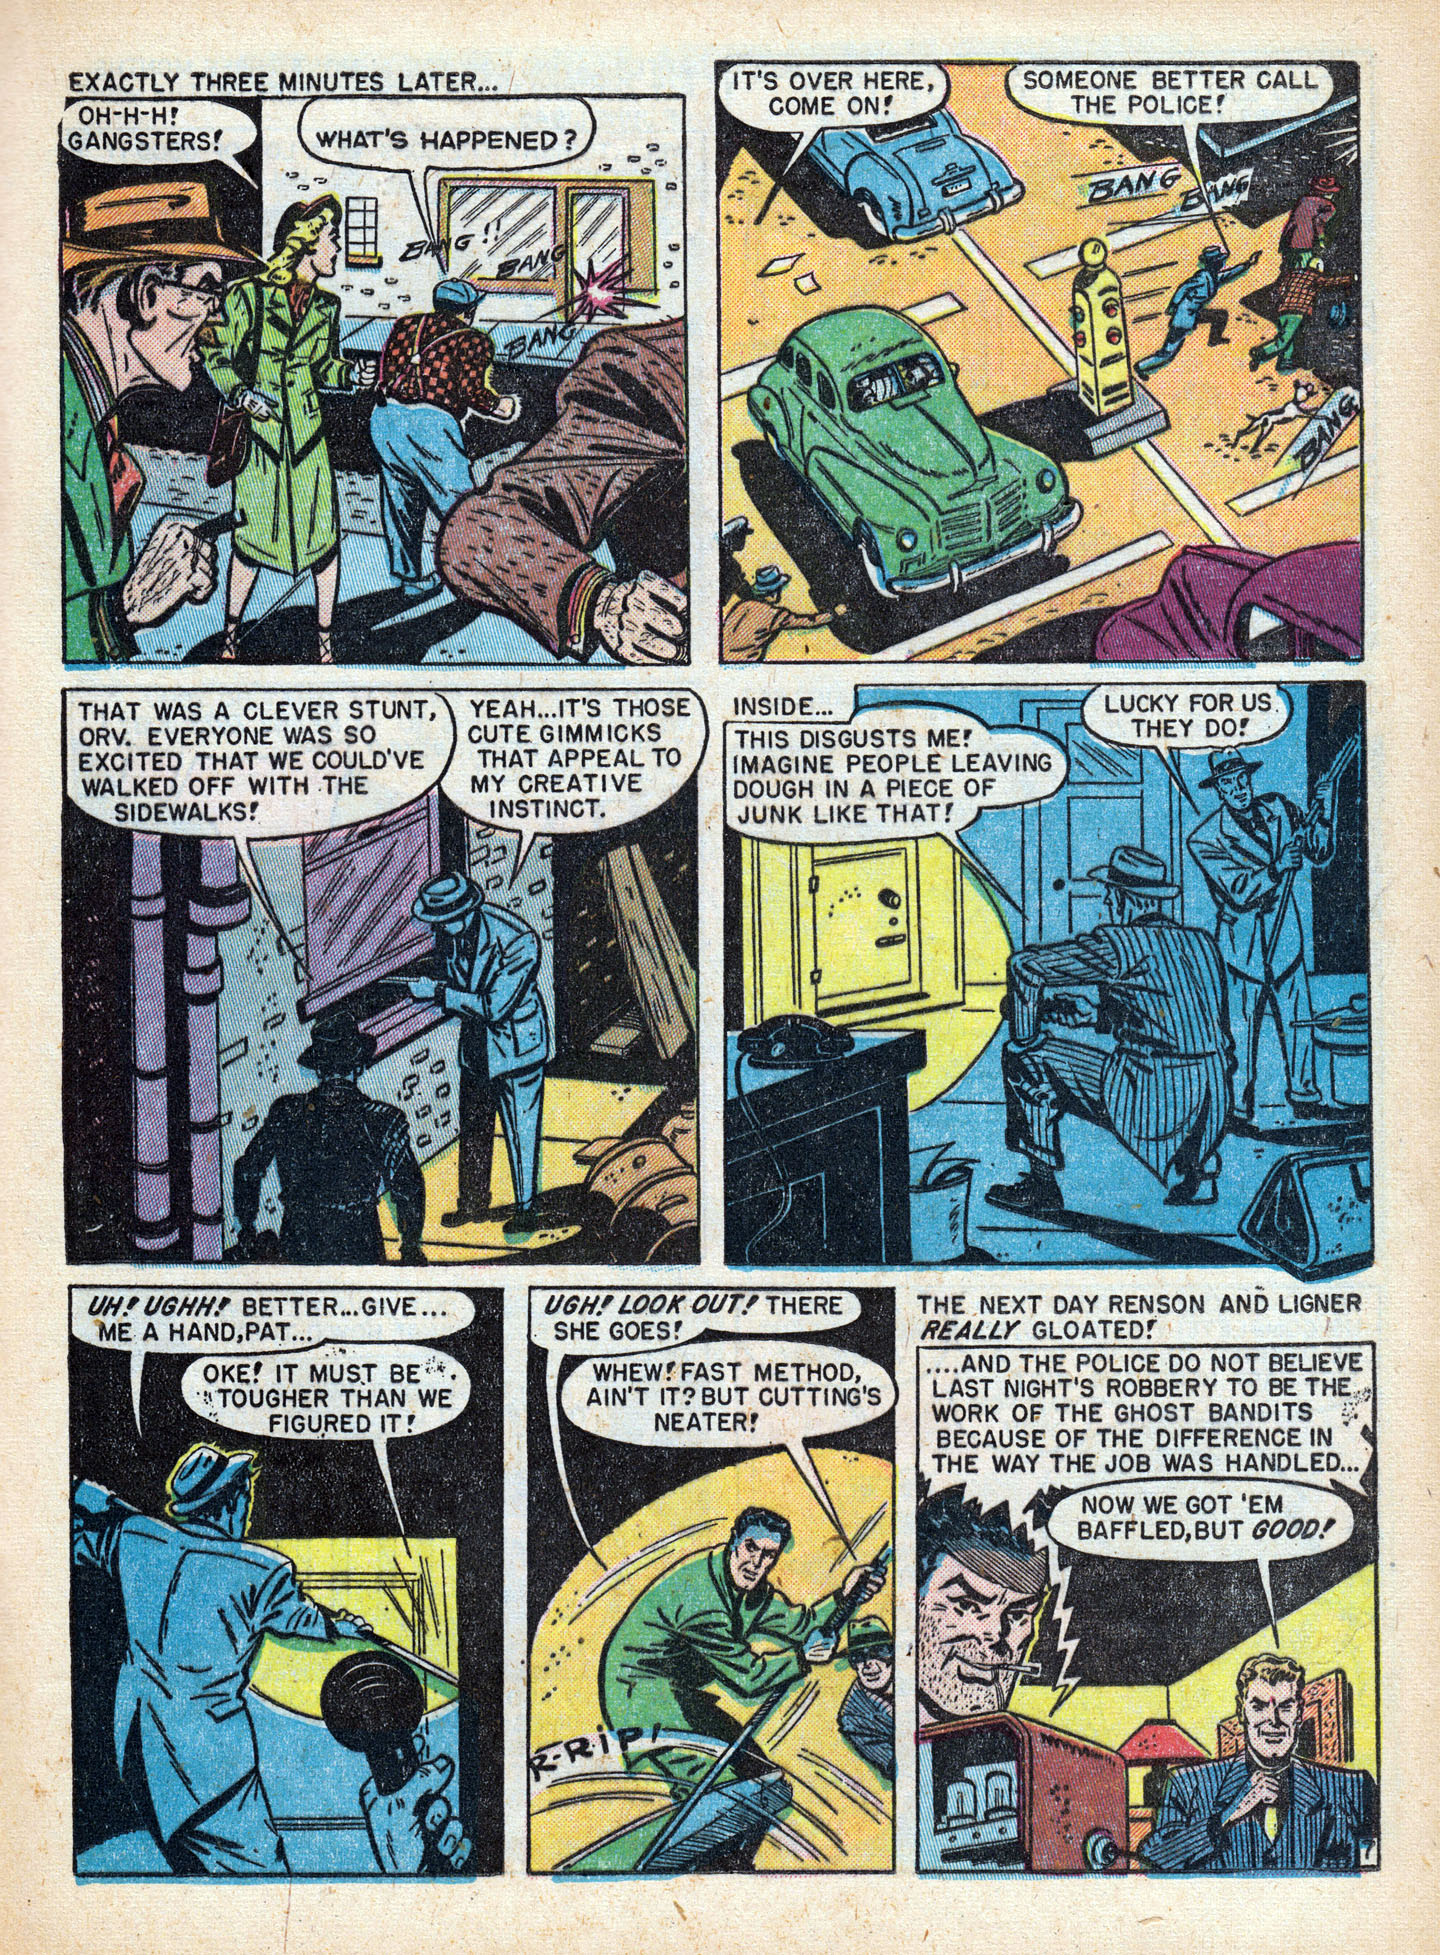 EXACTLY THREE MINUTES LATER...
OH-H-H!
GANGSTERS!
WHAT'S HAPPENED?
BANG!!
BANG
BANG
IT'S OVER HERE,
COME ON!
SOMEONE BETTER CALL
THE POLICE!
BANG
BANG
BANG
THAT WAS A CLEVER STUNT,
ORV. EVERYONE WAS SO
EXCITED THAT WE COULD'VE
WALKED OFF WITH THE
SIDEWALKS!
YEAH...IT'S THOSE
CUTE GIMMICKS
THAT APPEAL TO
MY CREATIVE
INSTINCT.
INSIDE...
THIS DISGUSTS ME!
IMAGINE PEOPLE LEAVING
DOUGH IN A PIECE OF
JUNK LIKE THAT!
LUCKY FOR US
THEY DO!
UH! UGHH! BETTER...GIVE...
ME A HAND, PAT...
OKE! IT MUST BE
TOUGHER THAN WE
FIGURED IT!
UGH! LOOK OUT! THERE
SHE GOES!
WHEW! FAST METHOD,
AIN'T IT? BUT CUTTING'S
NEATER!
R-RIP!
THE NEXT DAY RENSON AND LIGNER
REALLY GLOATED!
....AND THE POLICE DO NOT BELIEVE
LAST NIGHT'S ROBBERY TO BE THE
WORK OF THE GHOST BANDITS
BECAUSE OF THE DIFFERENCE IN
THE WAY THE JOB WAS HANDLED...
NOW WE GOT 'EM
BAFFLED, BUT GOOD!
7